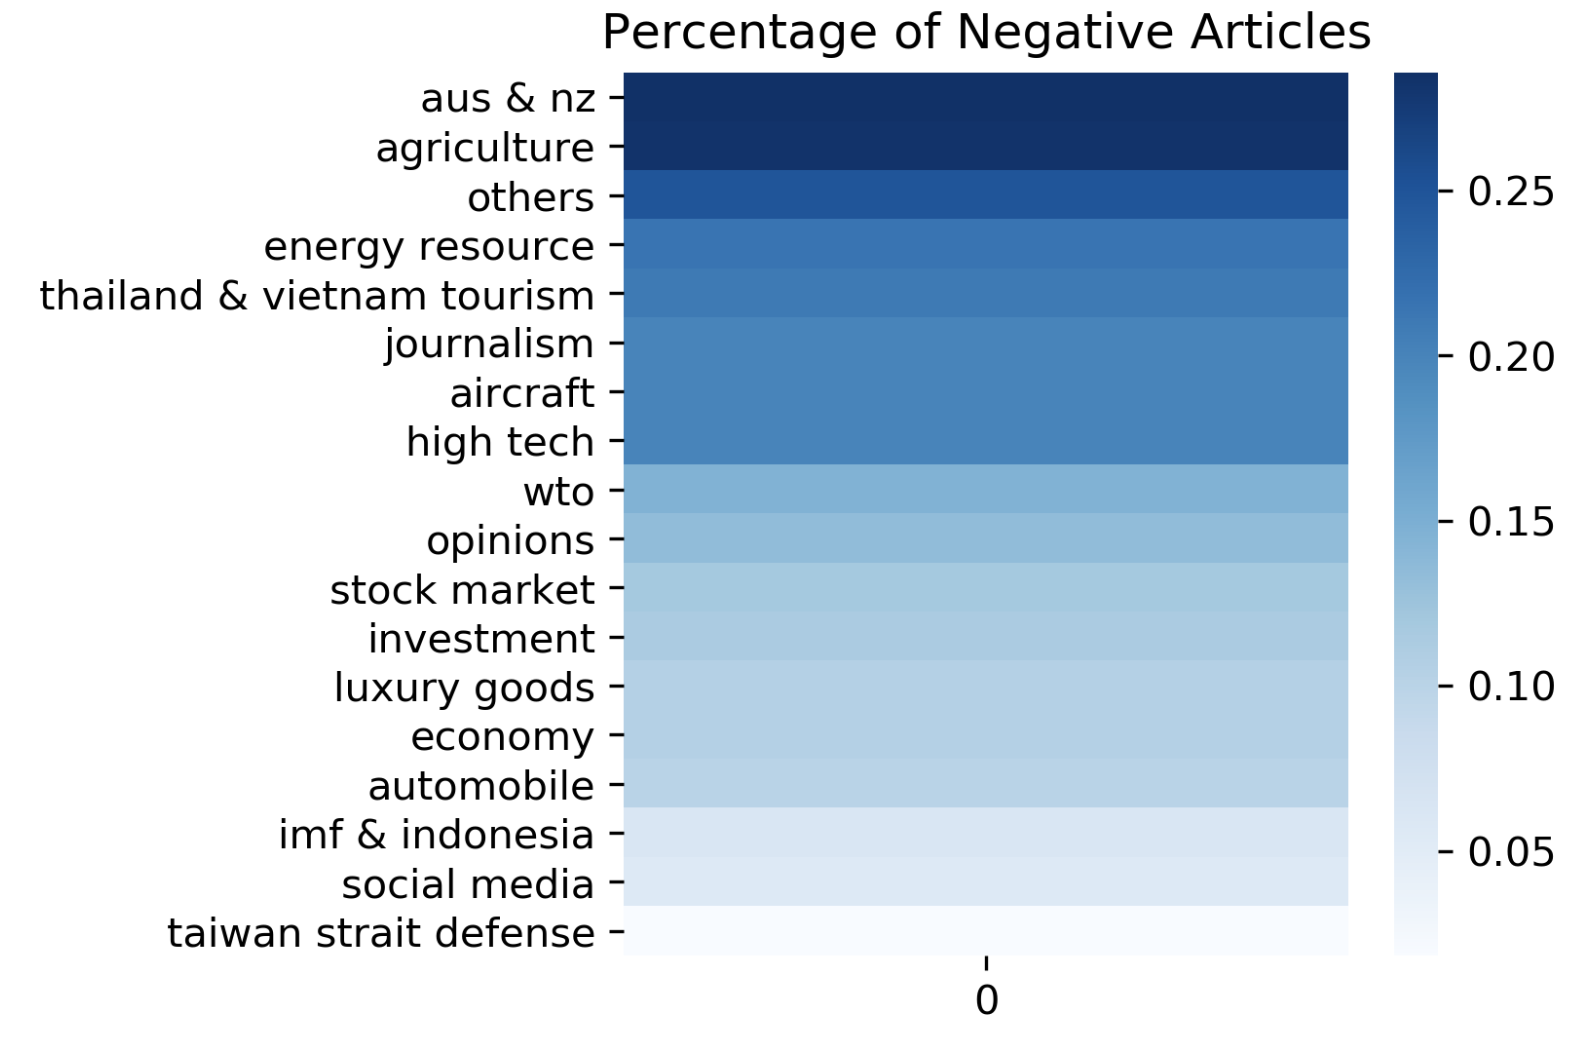 Percentage of Negative Articles
aus & nz
agriculture
others
energy resource
thailand & vietnam tourism
journalism
aircraft
high tech
wto
opinions
stock market
investment
luxury goods
economy
automobile
imf & indonesia
social media
taiwan strait defense
0
0.25
0.20
0.15
0.10
0.05